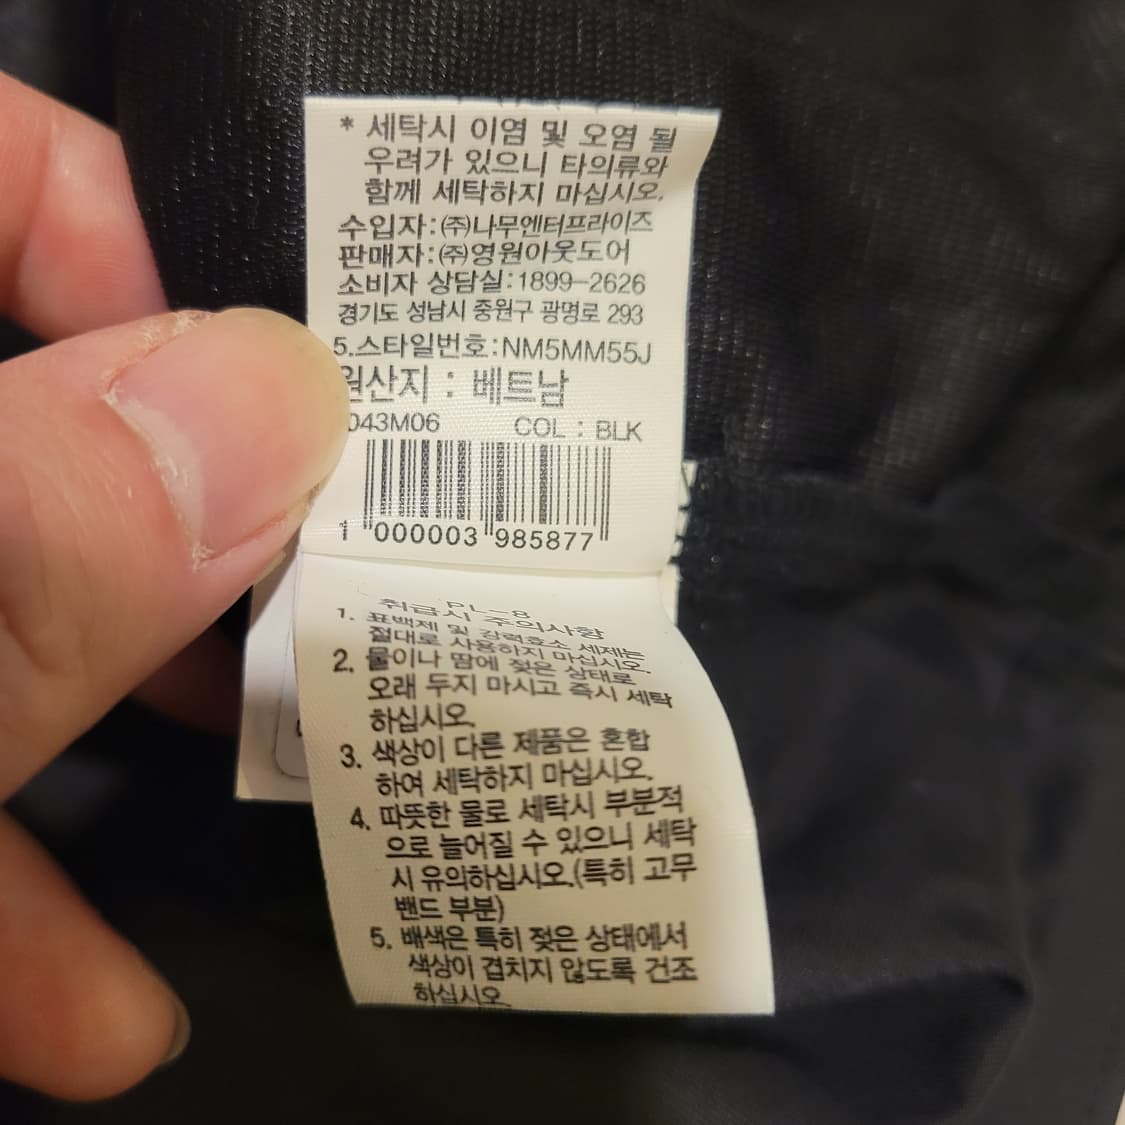 * 세탁시 이염 및 오염 될
우려가 있으니 타의류와
함께 세탁하지 마십시오.
수입자:㈜나무엔터프라이즈
판매자:㈜영원아웃도어
소비자 상담실:1899-2626
경기도 성남시 중원구 광명로 293
5.스타일번호:NM5MM55J
원산지 : 베트남
043M06 COL : BLK
1 000003 985877
PL-8
취급시 주의사항
1. 표백제 및 강력효소 세제는
절대로 사용하지 마십시오.
2. 물이나 땀에 젖은 상태로
오래 두지 마시고 즉시 세탁
하십시오.
3. 색상이 다른 제품은 혼합
하여 세탁하지 마십시오.
4. 따뜻한 물로 세탁시 부분적
으로 늘어질 수 있으니 세탁
시 유의하십시오.(특히 고무
밴드 부분)
5. 배색은 특히 젖은 상태에서
색상이 겹치지 않도록 건조
하십시오.